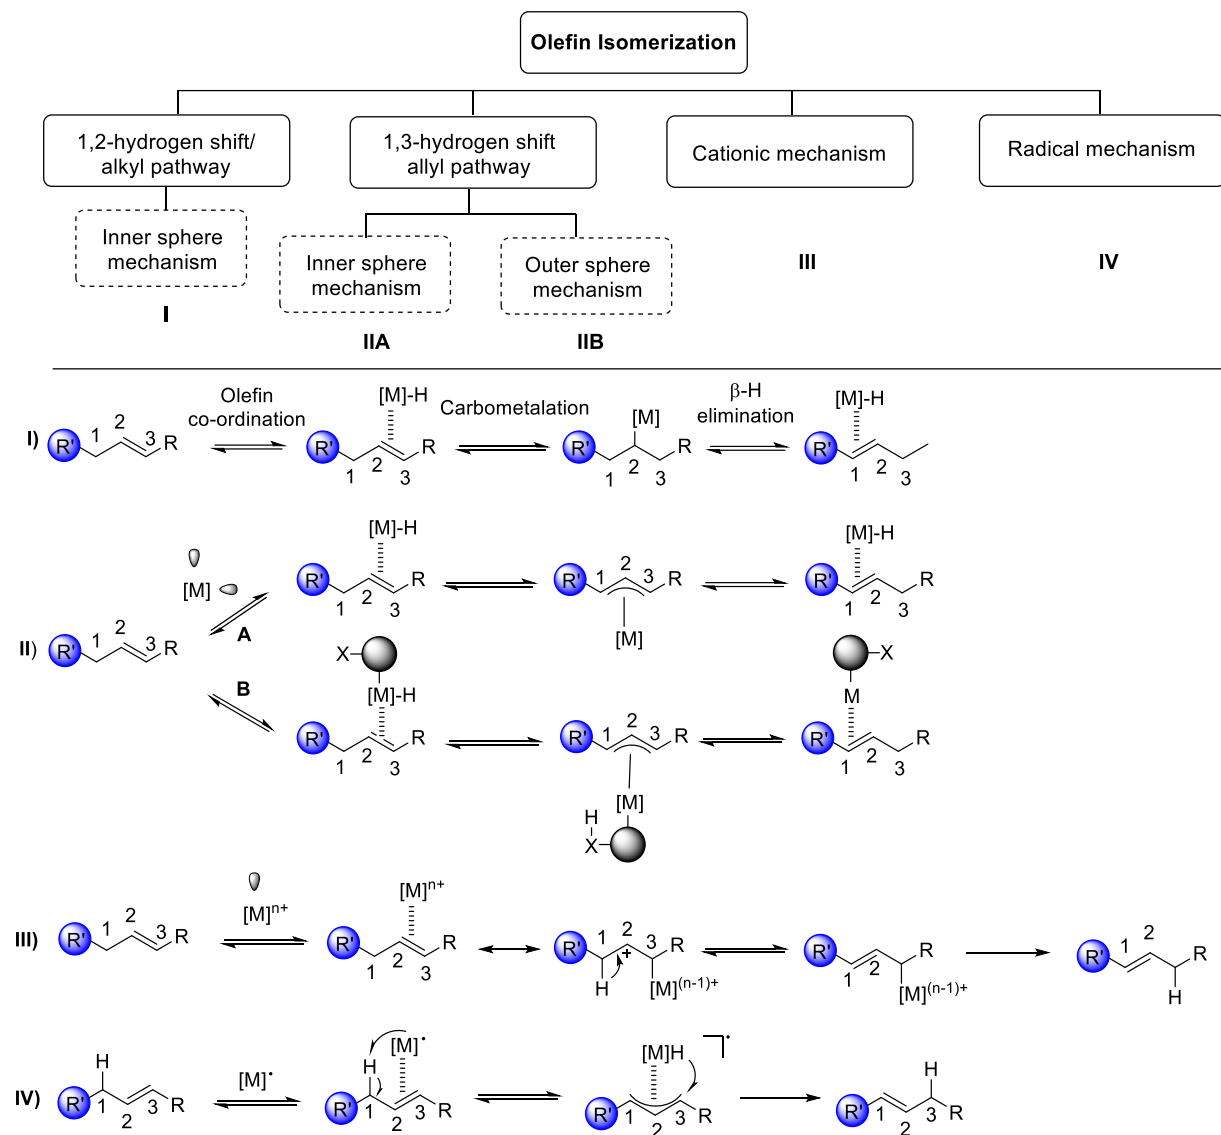 Olefin Isomerization
1,2-hydrogen shift/
alkyl pathway
1,3-hydrogen shift
allyl pathway
Cationic mechanism
Radical mechanism
Inner sphere
mechanism
Inner sphere
mechanism
Outer sphere
mechanism
I
IIA
IIB
III
IV
I)
R' 1 2 3 R
Olefin
co-ordination
[M]-H
R' 1 2 3 R
Carbometalation
[M]
R' 1 2 3 R
β-H
elimination
[M]-H
R' 1 2 3
II)
R' 1 2 3 R
[M]
A
[M]-H
R' 1 2 3 R
R' 1 2 3 R
[M]
[M]-H
R' 1 2 3 R
B
X
[M]-H
R' 1 2 3 R
R' 1 2 3 R
[M]
H
X
X
M
R' 1 2 3 R
III)
R' 1 2 3 R
[M]n+
[M]n+
R' 1 2 3 R
R' 1 2 3 R
+
H
[M](n-1)+
R' 1 2 R
[M](n-1)+
R' 1 2 R
H
IV)
H
R' 1 2 3 R
[M]•
[M]•
H
R' 1 2 3 R
[M]H
•
R' 1 2 3 R
H
R' 1 2 3 R